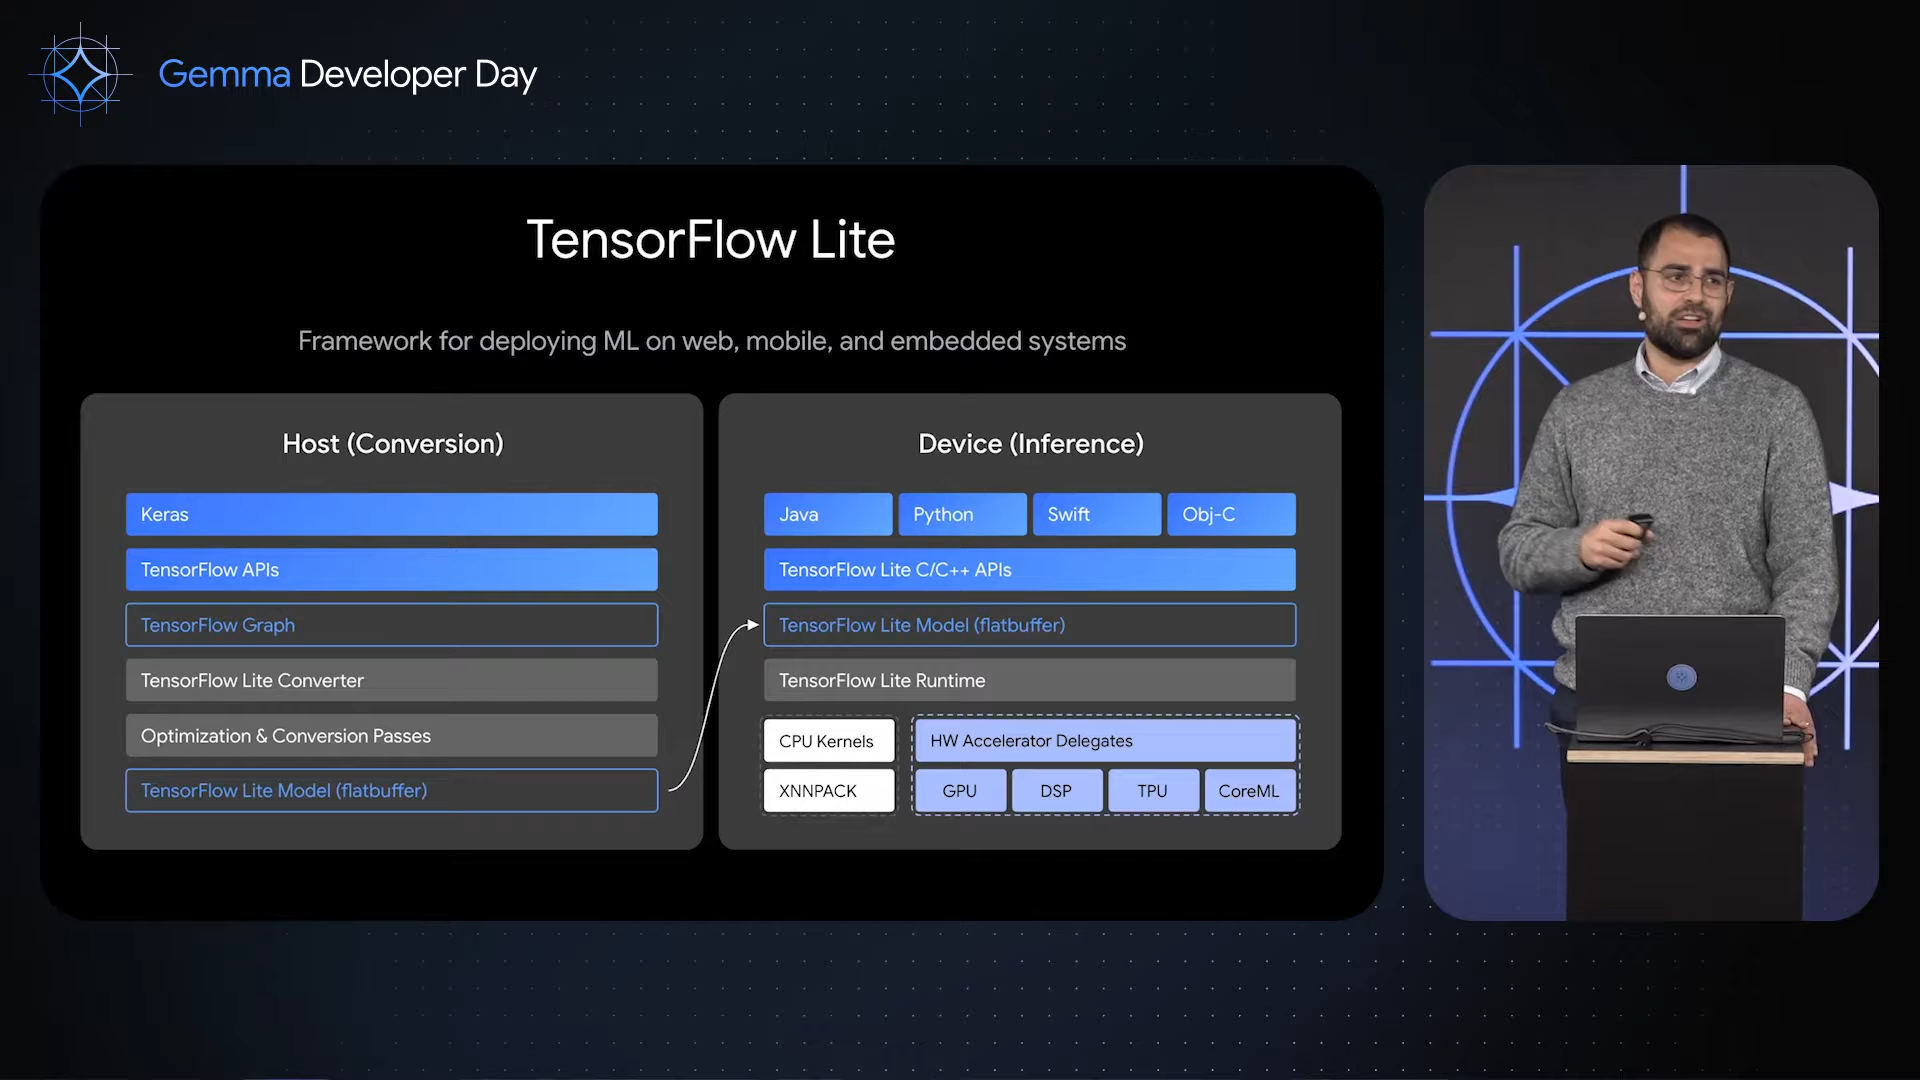 Gemma Developer Day
TensorFlow Lite
Framework for deploying ML on web, mobile, and embedded systems
Host (Conversion)
Keras
TensorFlow APIs
TensorFlow Graph
TensorFlow Lite Converter
Optimization & Conversion Passes
TensorFlow Lite Model (flatbuffer)
Device (Inference)
Java Python Swift Obj-C
TensorFlow Lite C/C++ APIs
TensorFlow Lite Model (flatbuffer)
TensorFlow Lite Runtime
CPU Kernels HW Accelerator Delegates
XNNPACK GPU DSP TPU CoreML